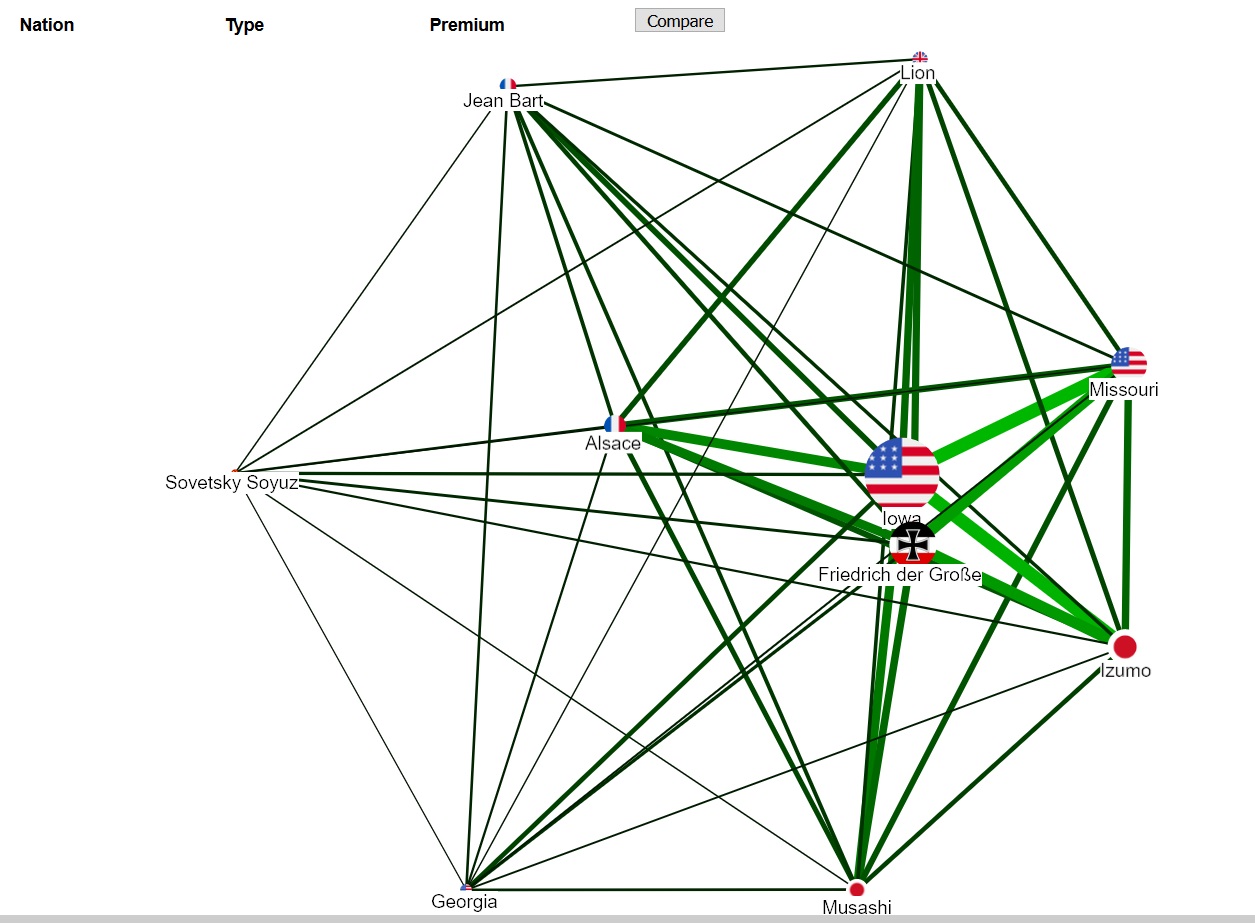 Nation Type Premium Compare
Lion
Jean Bart
Missouri
Alsace
Sovetsky Soyuz
Iowa
Friedrich der Große
Izumo
Georgia
Musashi